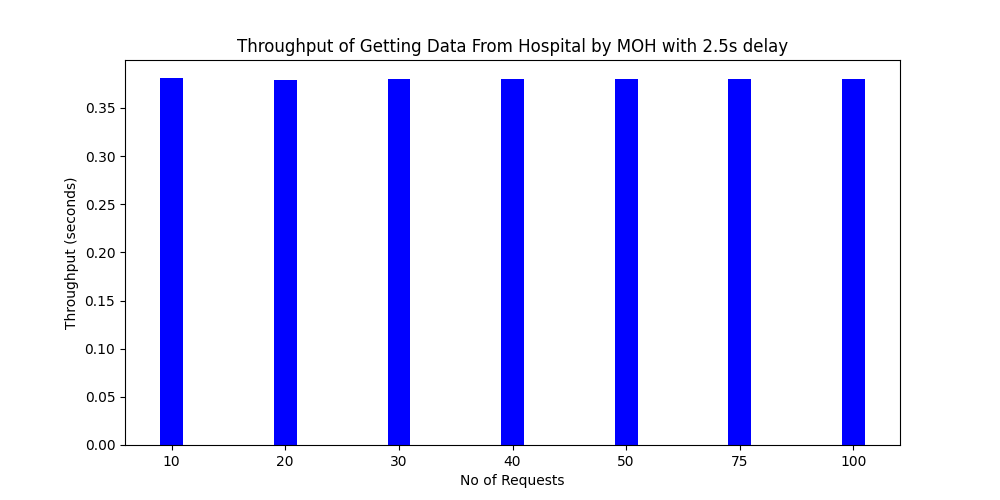 Throughput of Getting Data From Hospital by MOH with 2.5s delay
Throughput (seconds)
0.35
0.30
0.25
0.20
0.15
0.10
0.05
0.00
10 20 30 40 50 75 100
No of Requests